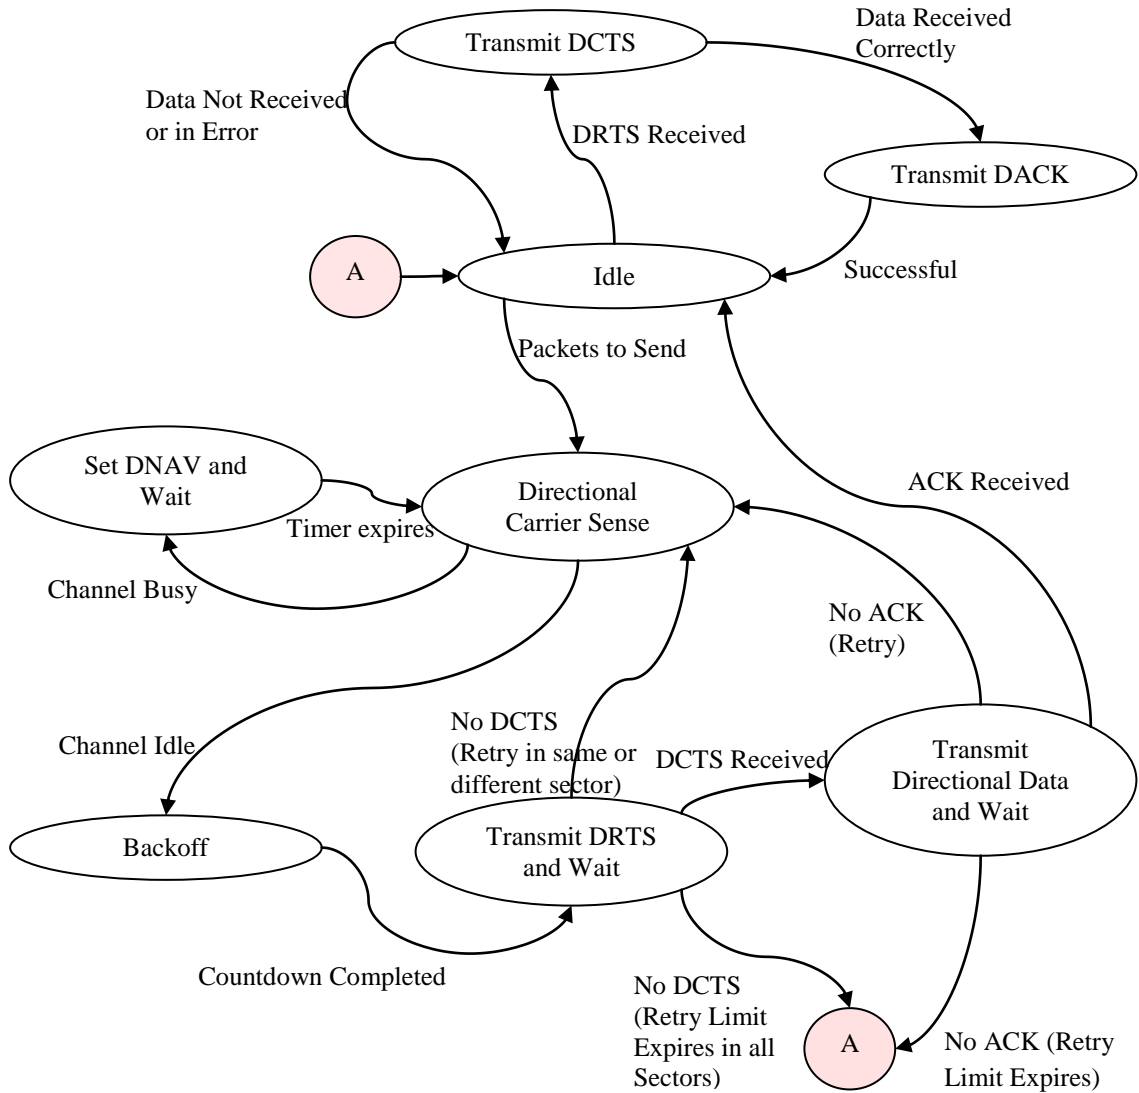 Transmit DCTS
Data Received
Correctly
Data Not Received
or in Error
DRTS Received
Transmit DACK
A
Idle
Successful
Packets to Send
Set DNAV and
Wait
Directional
Carrier Sense
ACK Received
Timer expires
Channel Busy
No ACK
(Retry)
Channel Idle
No DCTS
(Retry in same or
different sector)
DCTS Received
Transmit
Directional Data
and Wait
Backoff
Transmit DRTS
and Wait
Countdown Completed
No DCTS
(Retry Limit
Expires in all
Sectors)
A
No ACK (Retry
Limit Expires)